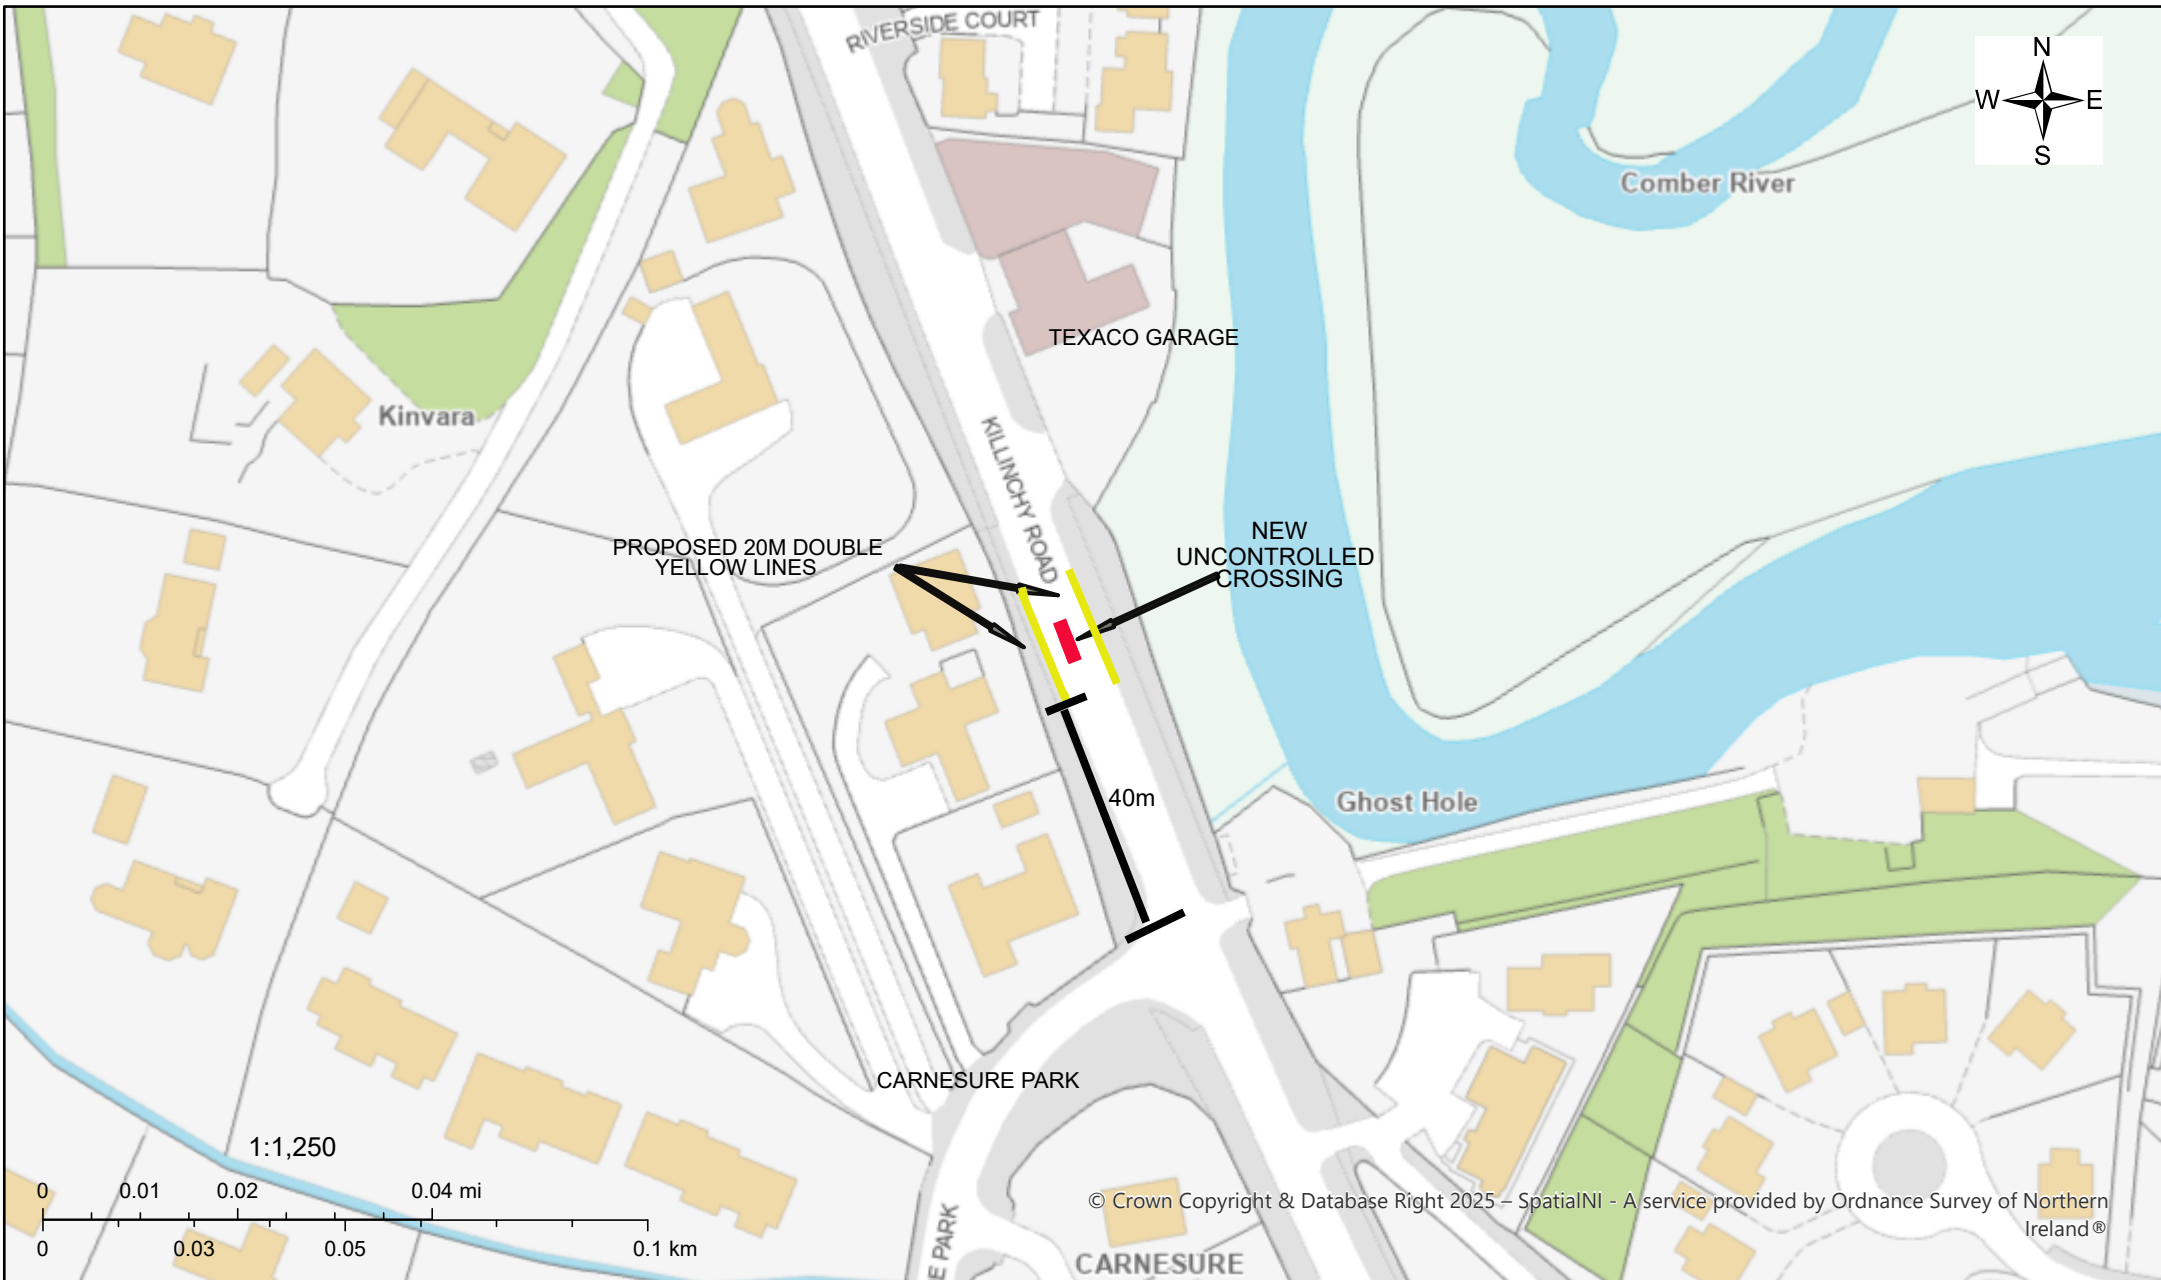 RIVERSIDE COURT
N
W E
S
Comber River
TEXACO GARAGE
Kinvara
KILLINCHY ROAD
PROPOSED 20M DOUBLE
YELLOW LINES
NEW
UNCONTROLLED
CROSSING
40m
Ghost Hole
CARNESURE PARK
1:1,250
0 0.01 0.02 0.04 mi
0 0.03 0.05 0.1 km
E PARK
© Crown Copyright & Database Right 2025 – SpatialNI - A service provided by Ordnance Survey of Northern
Ireland®
CARNESURE